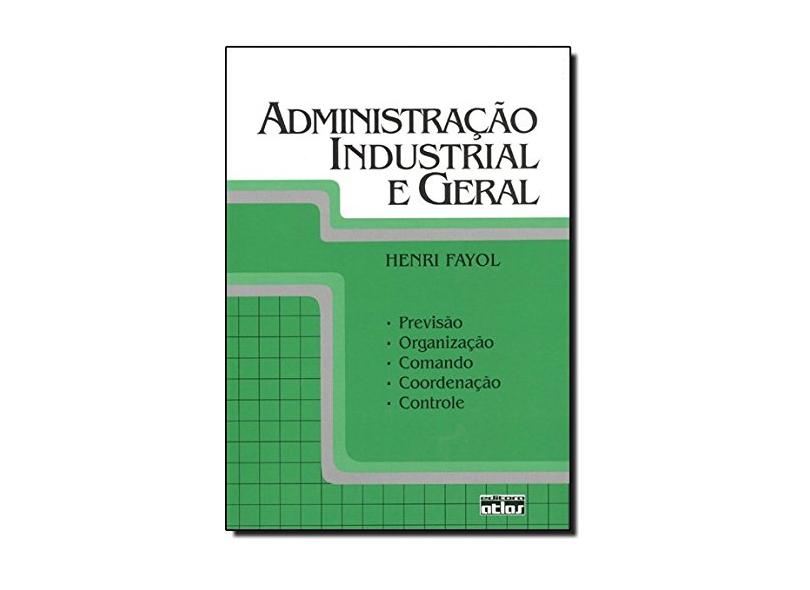 ADMINISTRAÇÃO
INDUSTRIAL
E GERAL
HENRI FAYOL
· Previsão
· Organização
· Comando
· Coordenação
· Controle
editora
atlas